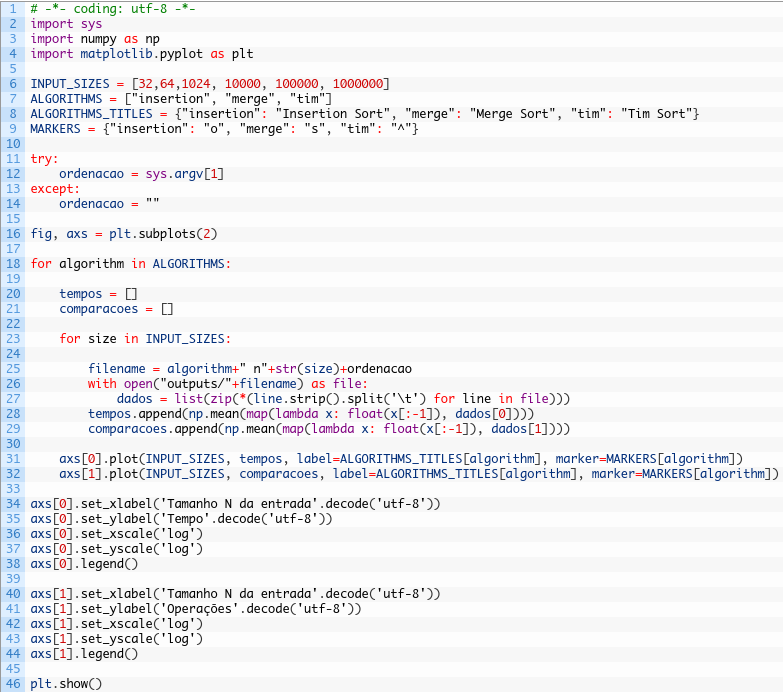 1 # -*- coding: utf-8 -*-
2 import sys
3 import numpy as np
4 import matplotlib.pyplot as plt
5
6 INPUT_SIZES = [32,64,1024, 10000, 100000, 1000000]
7 ALGORITHMS = ["insertion", "merge", "tim"]
8 ALGORITHMS_TITLES = {"insertion": "Insertion Sort", "merge": "Merge Sort", "tim": "Tim Sort"}
9 MARKERS = {"insertion": "o", "merge": "s", "tim": "^"}
10
11 try:
12     ordenacao = sys.argv[1]
13 except:
14     ordenacao = ""
15
16 fig, axs = plt.subplots(2)
17
18 for algorithm in ALGORITHMS:
19
20     tempos = []
21     comparacoes = []
22
23     for size in INPUT_SIZES:
24
25         filename = algorithm+" n"+str(size)+ordenacao
26         with open("outputs/"+filename) as file:
27             dados = list(zip(*(line.strip().split('\t') for line in file)))
28         tempos.append(np.mean(map(lambda x: float(x[:-1]), dados[0])))
29         comparacoes.append(np.mean(map(lambda x: float(x[:-1]), dados[1])))
30
31     axs[0].plot(INPUT_SIZES, tempos, label=ALGORITHMS_TITLES[algorithm], marker=MARKERS[algorithm])
32     axs[1].plot(INPUT_SIZES, comparacoes, label=ALGORITHMS_TITLES[algorithm], marker=MARKERS[algorithm])
33
34 axs[0].set_xlabel('Tamanho N da entrada'.decode('utf-8'))
35 axs[0].set_ylabel('Tempo'.decode('utf-8'))
36 axs[0].set_xscale('log')
37 axs[0].set_yscale('log')
38 axs[0].legend()
39
40 axs[1].set_xlabel('Tamanho N da entrada'.decode('utf-8'))
41 axs[1].set_ylabel('Operações'.decode('utf-8'))
42 axs[1].set_xscale('log')
43 axs[1].set_yscale('log')
44 axs[1].legend()
45
46 plt.show()